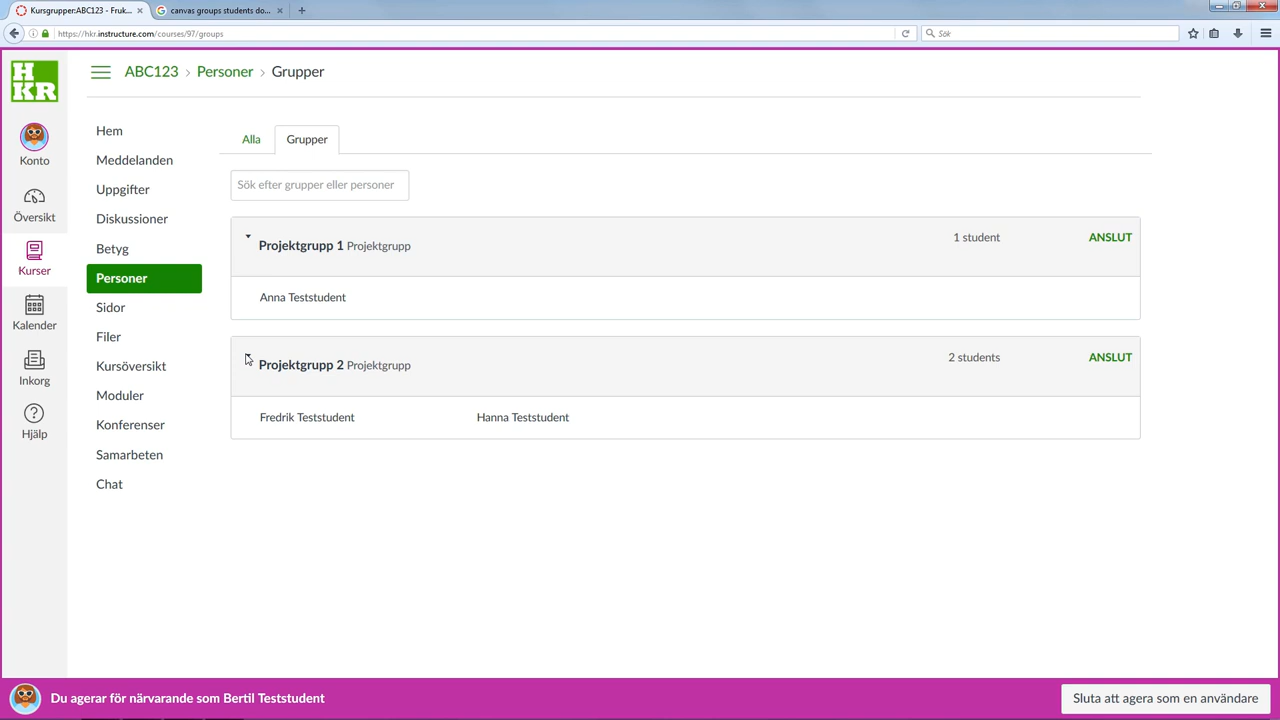 Kursgrupper:ABC123 - Fruk...
canvas groups students do...
https://hkr.instructure.com/courses/97/groups
Sök
HKR
ABC123 › Personer › Grupper
Konto
Översikt
Kurser
Kalender
Inkorg
Hjälp
Hem
Meddelanden
Uppgifter
Diskussioner
Betyg
Personer
Sidor
Filer
Kursöversikt
Moduler
Konferenser
Samarbeten
Chat
Alla Grupper
Sök efter grupper eller personer
Projektgrupp 1 Projektgrupp 1 student ANSLUT
Anna Teststudent
Projektgrupp 2 Projektgrupp 2 students ANSLUT
Fredrik Teststudent Hanna Teststudent
Du agerar för närvarande som Bertil Teststudent
Sluta att agera som en användare